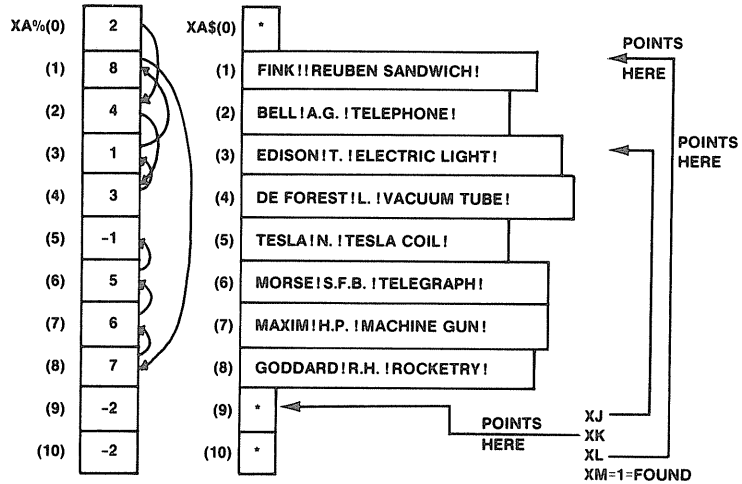 XA%(0) 2 XA$(0) *
POINTS
HERE
(1) 8 (1) FINK!!REUBEN SANDWICH!
(2) 4 (2) BELL!A.G. !TELEPHONE!
POINTS
HERE
(3) 1 (3) EDISON!T. !ELECTRIC LIGHT!
(4) 3 (4) DE FOREST!L. !VACUUM TUBE!
(5) -1 (5) TESLA!N. !TESLA COIL!
(6) 5 (6) MORSE!S.F.B. !TELEGRAPH!
(7) 6 (7) MAXIM!H.P. !MACHINE GUN!
(8) 7 (8) GODDARD!R.H. !ROCKETRY!
(9) -2 (9) *
POINTS
HERE
XJ
XK
(10) -2 (10) *
XL
XM=1=FOUND